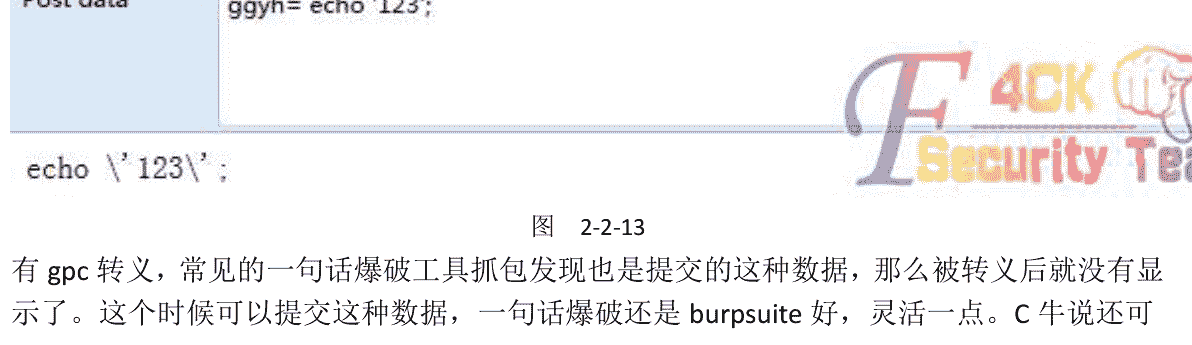 Post data
ggyh= echo '123';
F4CK
Security Tea
echo \'123\';
图 2-2-13
有 gpc 转义，常见的一句话爆破工具抓包发现也是提交的这种数据，那么被转义后就没有显
示了。这个时候可以提交这种数据，一句话爆破还是 burpsuite 好，灵活一点。C 牛说还可